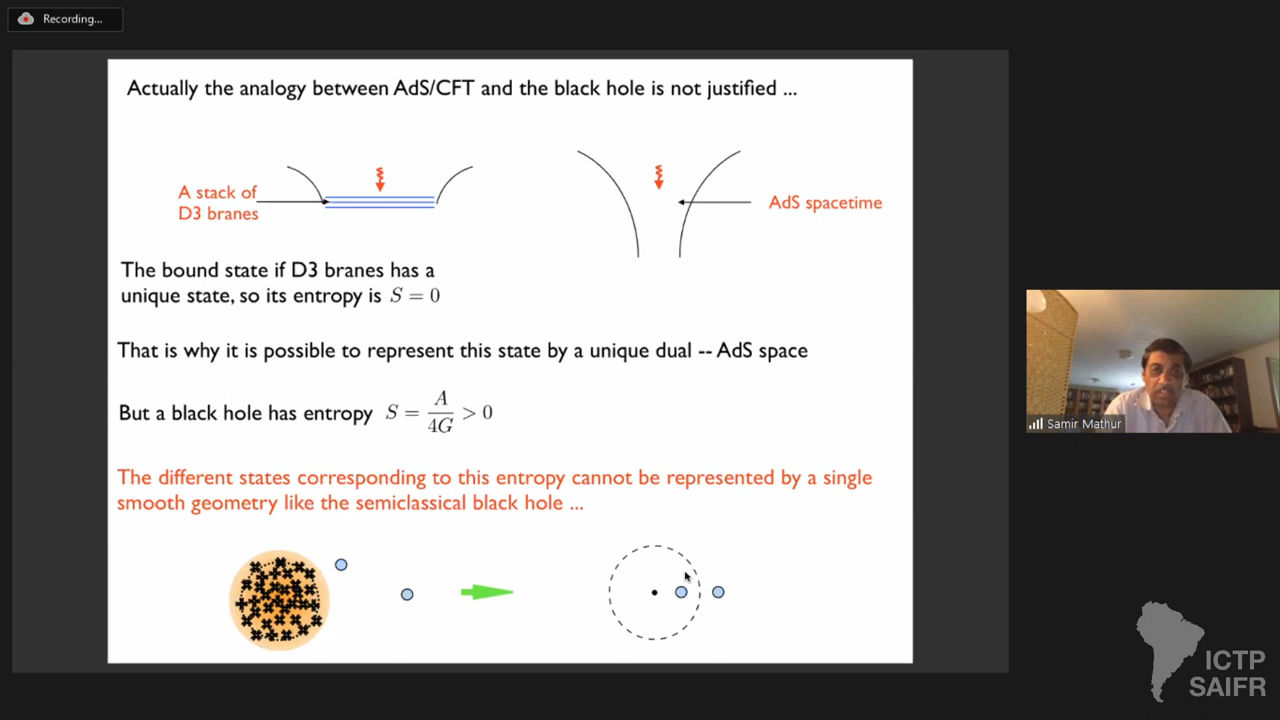 Recording...
Actually the analogy between AdS/CFT and the black hole is not justified ...
A stack of
D3 branes
AdS spacetime
The bound state if D3 branes has a
unique state, so its entropy is S = 0
That is why it is possible to represent this state by a unique dual -- AdS space
But a black hole has entropy S = A/4G > 0
The different states corresponding to this entropy cannot be represented by a single
smooth geometry like the semiclassical black hole ...
Samir Mathur
ICTP
SAIFR